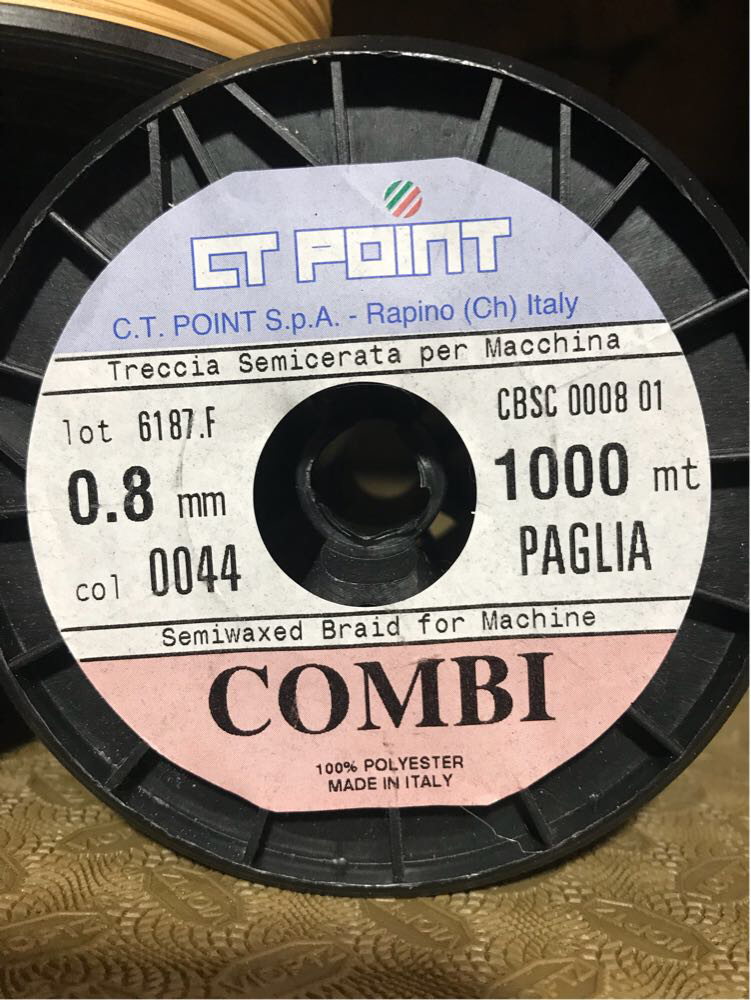 CT POINT
C.T. POINT S.p.A. - Rapino (Ch) Italy
Treccia Semicerata per Macchina
lot 6187.F
CBSC 0008 01
0.8 mm
1000 mt
col 0044
PAGLIA
Semiwaxed Braid for Machine
COMBI
100% POLYESTER
MADE IN ITALY